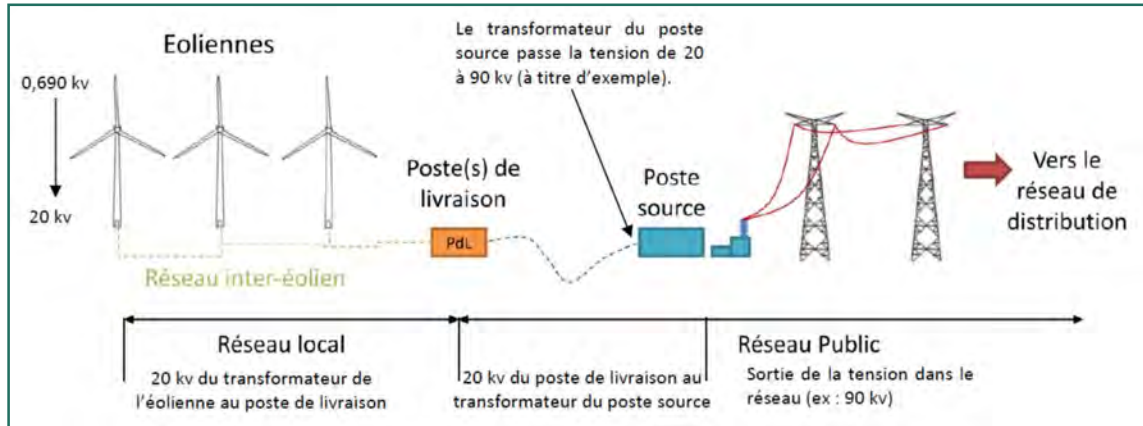 Eoliennes
0,690 kv
20 kv
Le transformateur du poste
source passe la tension de 20
à 90 kv (à titre d'exemple).
Poste(s) de
livraison
PdL
Poste
source
Vers le
réseau de
distribution
Réseau inter-éolien
Réseau local
20 kv du transformateur de
l'éolienne au poste de livraison
20 kv du poste de livraison au
transformateur du poste source
Réseau Public
Sortie de la tension dans le
réseau (ex : 90 kv)